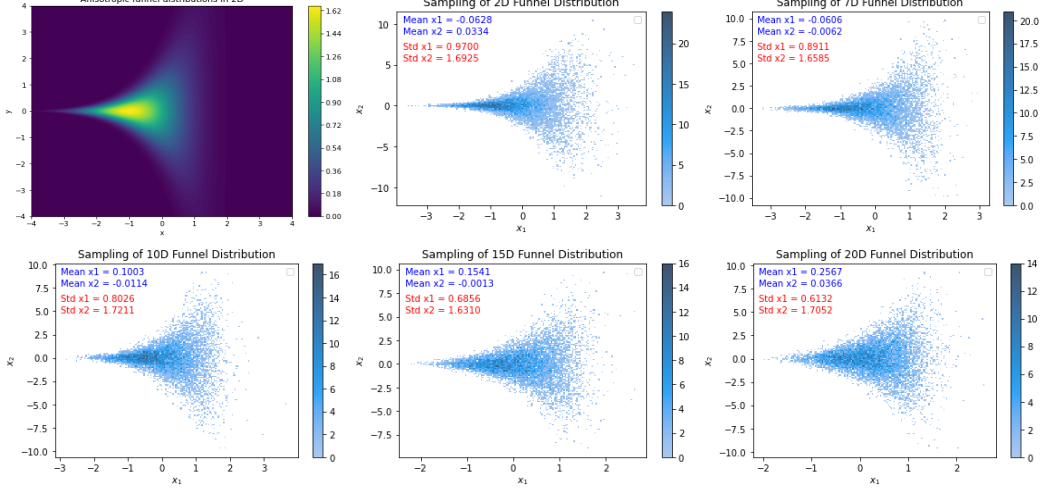 Anisotropic funnel distributions in 2D
4
3
2
1
0
-1
-2
-3
-4
y
-4 -3 -2 -1 0 1 2 3 4
x
1.62
1.44
1.26
1.08
0.90
0.72
0.54
0.36
0.18
0.00
Sampling of 2D Funnel Distribution
Mean x1 = -0.0628
Mean x2 = 0.0334
Std x1 = 0.9700
Std x2 = 1.6925
10
5
0
−5
−10
x2
−3 −2 −1 0 1 2 3
x1
20
15
10
5
0
Sampling of 7D Funnel Distribution
Mean x1 = -0.0606
Mean x2 = -0.0062
Std x1 = 0.8911
Std x2 = 1.6585
10.0
7.5
5.0
2.5
0.0
−2.5
−5.0
−7.5
−10.0
x2
−3 −2 −1 0 1 2 3
x1
20.0
17.5
15.0
12.5
10.0
7.5
5.0
2.5
0.0
Sampling of 10D Funnel Distribution
Mean x1 = 0.1003
Mean x2 = -0.0114
Std x1 = 0.8026
Std x2 = 1.7211
10.0
7.5
5.0
2.5
0.0
−2.5
−5.0
−7.5
−10.0
x2
−3 −2 −1 0 1 2 3
x1
16
14
12
10
8
6
4
2
0
Sampling of 15D Funnel Distribution
Mean x1 = 0.1541
Mean x2 = -0.0013
Std x1 = 0.6856
Std x2 = 1.6310
10.0
7.5
5.0
2.5
0.0
−2.5
−5.0
−7.5
x2
−2 −1 0 1 2
x1
16
14
12
10
8
6
4
2
0
Sampling of 20D Funnel Distribution
Mean x1 = 0.2567
Mean x2 = 0.0366
Std x1 = 0.6132
Std x2 = 1.7052
10.0
7.5
5.0
2.5
0.0
−2.5
−5.0
−7.5
−10.0
x2
−2 −1 0 1 2
x1
14
12
10
8
6
4
2
0